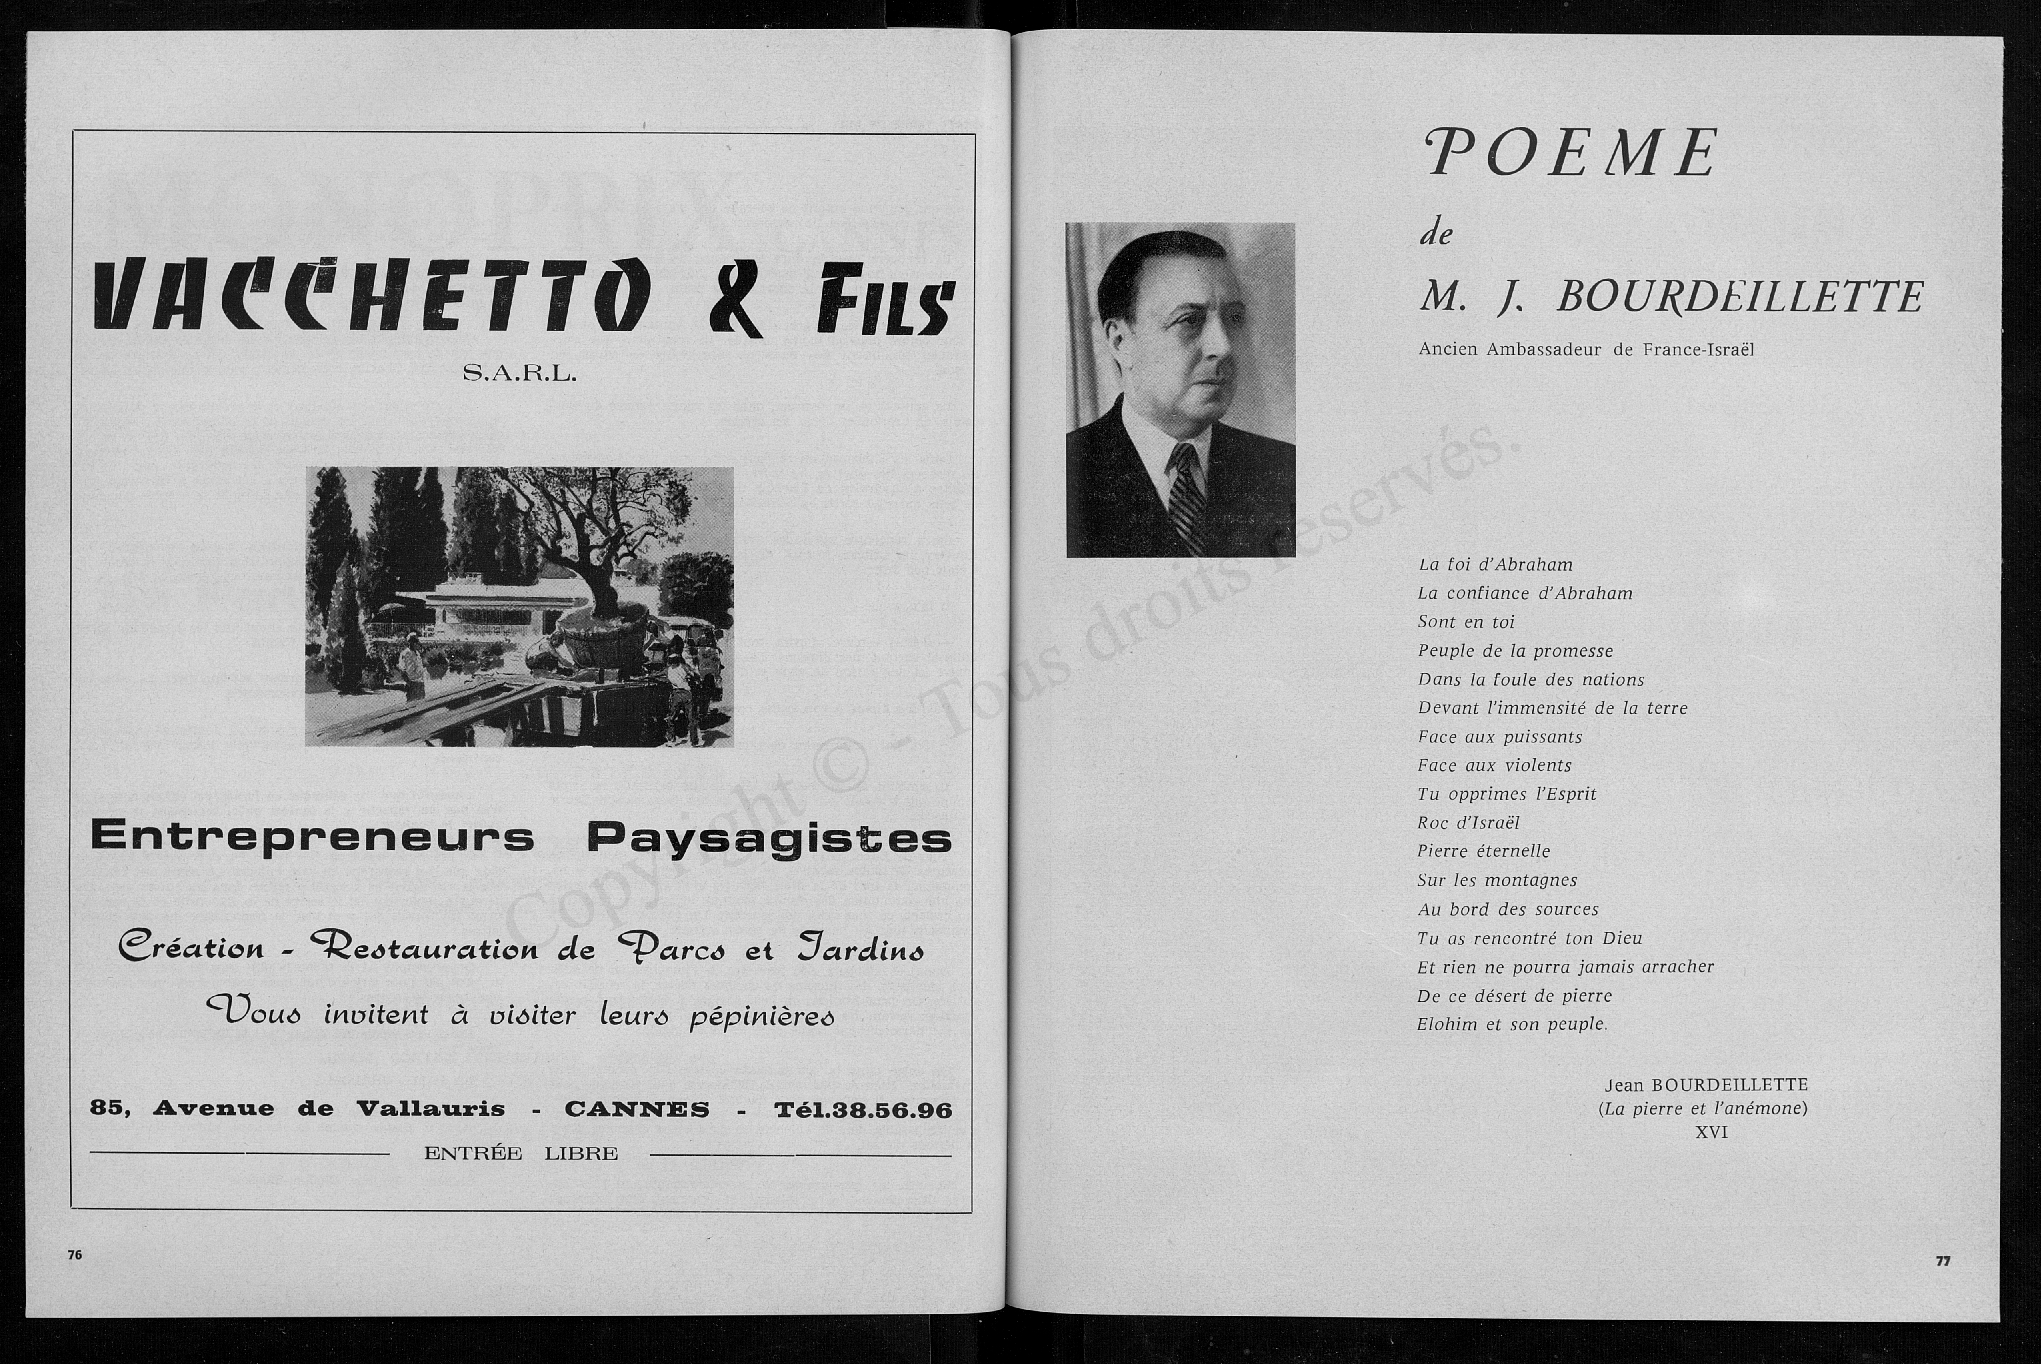 VACCHETTO & FILS
S.A.R.L.
Entrepreneurs Paysagistes
Création - Restauration de Parcs et Jardins
Vous invitent à visiter leurs pépinières
85, Avenue de Vallauris - CANNES - Tél.38.56.96
ENTRÉE LIBRE
76
POEME
de
M. J. BOURDEILLETTE
Ancien Ambassadeur de France-Israël
La foi d'Abraham
La confiance d'Abraham
Sont en toi
Peuple de la promesse
Dans la foule des nations
Devant l'immensité de la terre
Face aux puissants
Face aux violents
Tu opprimes l'Esprit
Roc d'Israël
Pierre éternelle
Sur les montagnes
Au bord des sources
Tu as rencontré ton Dieu
Et rien ne pourra jamais arracher
De ce désert de pierre
Elohim et son peuple.
Jean BOURDEILLETTE
(La pierre et l'anémone)
XVI
77
Copyright © - Tous droits réservés.